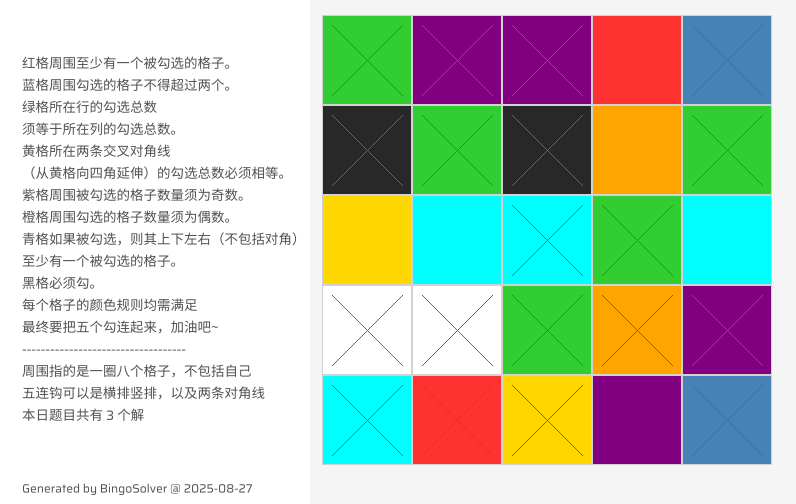 红格周围至少有一个被勾选的格子。
蓝格周围勾选的格子不得超过两个。
绿格所在行的勾选总数
须等于所在列的勾选总数。
黄格所在两条交叉对角线
（从黄格向四角延伸）的勾选总数必须相等。
紫格周围被勾选的格子数量须为奇数。
橙格周围勾选的格子数量须为偶数。
青格如果被勾选，则其上下左右（不包括对角）
至少有一个被勾选的格子。
黑格必须勾。
每个格子的颜色规则均需满足
最终要把五个勾连起来，加油吧~
-----------------------------------
周围指的是一圈八个格子，不包括自己
五连钩可以是横排竖排，以及两条对角线
本日题目共有 3 个解
Generated by BingoSolver @ 2025-08-27